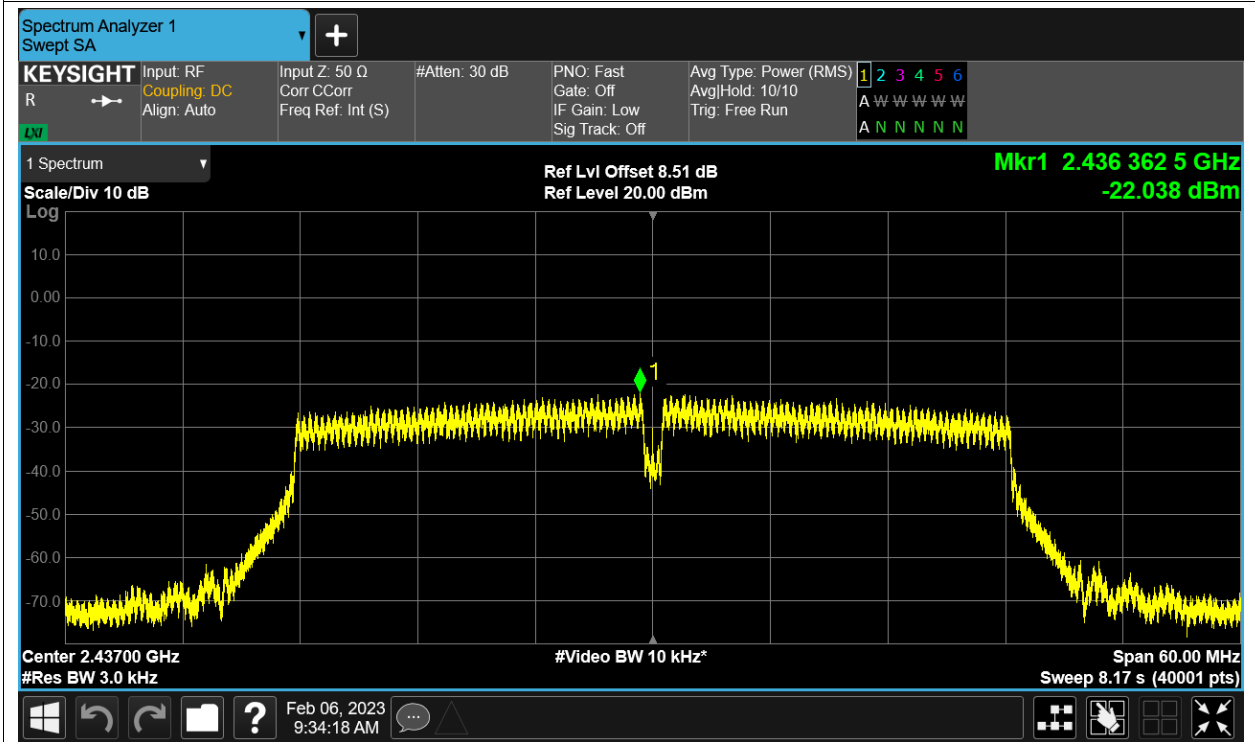 Spectrum Analyzer 1
Swept SA
+
KEYSIGHT
R
LXI
Input: RF
Coupling: DC
Align: Auto
Input Z: 50 Ω
Corr CCorr
Freq Ref: Int (S)
#Atten: 30 dB
PNO: Fast
Gate: Off
IF Gain: Low
Sig Track: Off
Avg Type: Power (RMS)
Avg|Hold: 10/10
Trig: Free Run
1 2 3 4 5 6
A W W W W W
A N N N N N
1 Spectrum
Scale/Div 10 dB
Log
Ref Lvl Offset 8.51 dB
Ref Level 20.00 dBm
Mkr1 2.436 362 5 GHz
-22.038 dBm
10.0
0.00
-10.0
-20.0
-30.0
-40.0
-50.0
-60.0
-70.0
1
Center 2.43700 GHz
#Res BW 3.0 kHz
#Video BW 10 kHz*
Span 60.00 MHz
Sweep 8.17 s (40001 pts)
?
Feb 06, 2023
9:34:18 AM